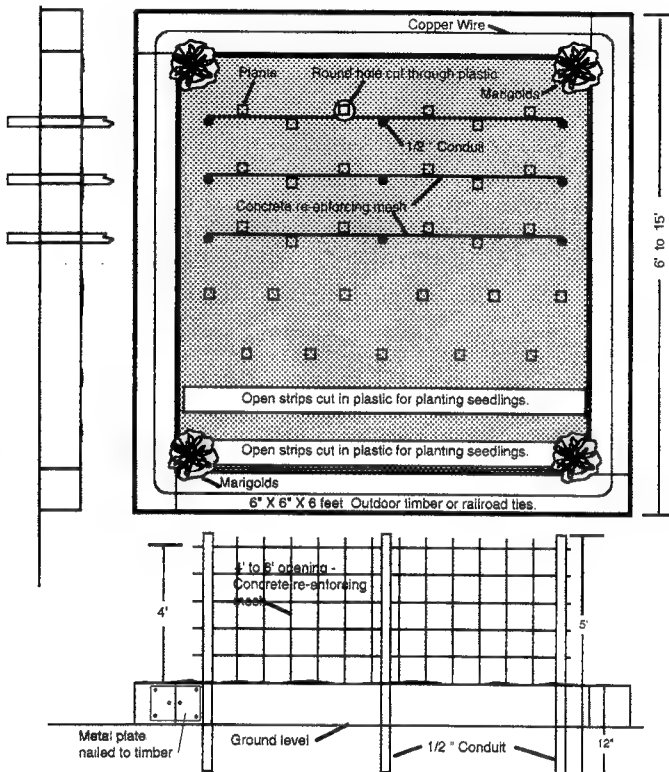 Copper Wire
Plants
Round hole cut through plastic
Marigolds
1/2 " Conduit
Concrete re-enforcing mesh
6' to 15'
Open strips cut in plastic for planting seedlings.
Open strips cut in plastic for planting seedlings.
Marigolds
6" X 6" X 6 feet Outdoor timber or railroad ties.
to 6' opening -
Concrete re-enforcing
mesh
4'
5'
Metal plate
nailed to timber
Ground level
1/2 " Conduit
12"